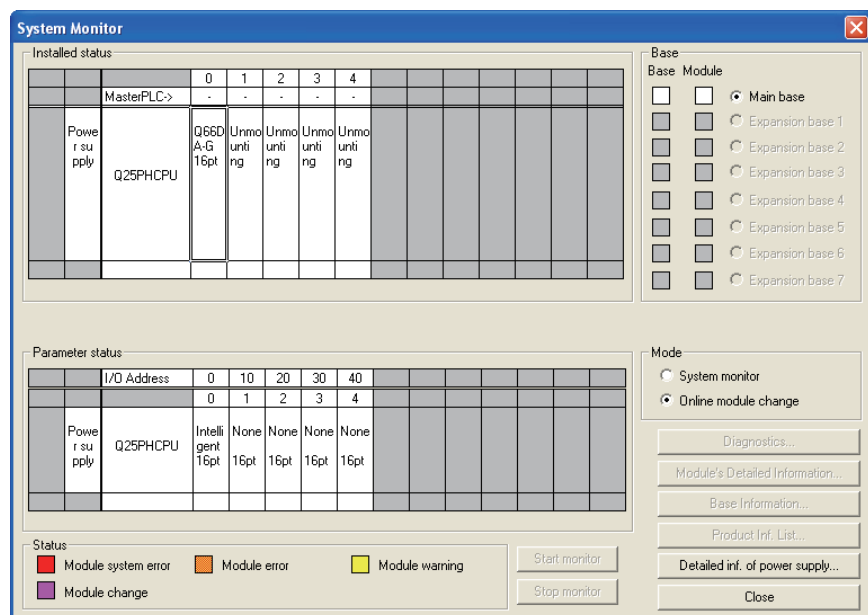 System Monitor
Installed status
0 1 2 3 4
MasterPLC-> - - - - -
Powe
r su
pply
Q25PHCPU
Q66D
A-G
16pt
Unmo
unti
ng
Unmo
unti
ng
Unmo
unti
ng
Unmo
unti
ng
Base
Base Module
Main base
Expansion base 1
Expansion base 2
Expansion base 3
Expansion base 4
Expansion base 5
Expansion base 6
Expansion base 7
Parameter status
I/O Address 0 10 20 30 40
0 1 2 3 4
Powe
r su
pply
Q25PHCPU
Intelli
gent
16pt
None
16pt
None
16pt
None
16pt
None
16pt
Mode
System monitor
Online module change
Diagnostics...
Module's Detailed Information...
Base Information...
Product Inf. List...
Detailed inf. of power supply...
Close
Status
Module system error
Module error
Module warning
Module change
Start monitor
Stop monitor